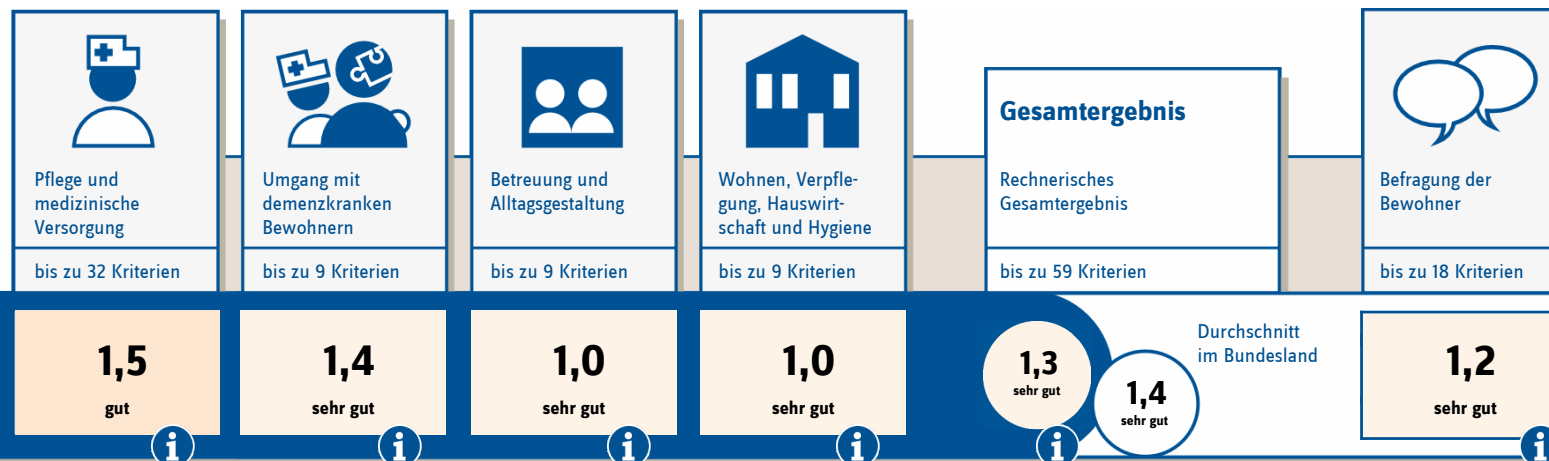 Pflege und
medizinische
Versorgung
bis zu 32 Kriterien
1,5
gut
i
Umgang mit
demenzkranken
Bewohnern
bis zu 9 Kriterien
1,4
sehr gut
i
Betreuung und
Alltagsgestaltung
bis zu 9 Kriterien
1,0
sehr gut
i
Wohnen, Verpfle-
gung, Hauswirt-
schaft und Hygiene
bis zu 9 Kriterien
1,0
sehr gut
i
Gesamtergebnis
Rechnerisches
Gesamtergebnis
bis zu 59 Kriterien
1,3
sehr gut
i
Durchschnitt
im Bundesland
1,4
sehr gut
Befragung der
Bewohner
bis zu 18 Kriterien
1,2
sehr gut
i